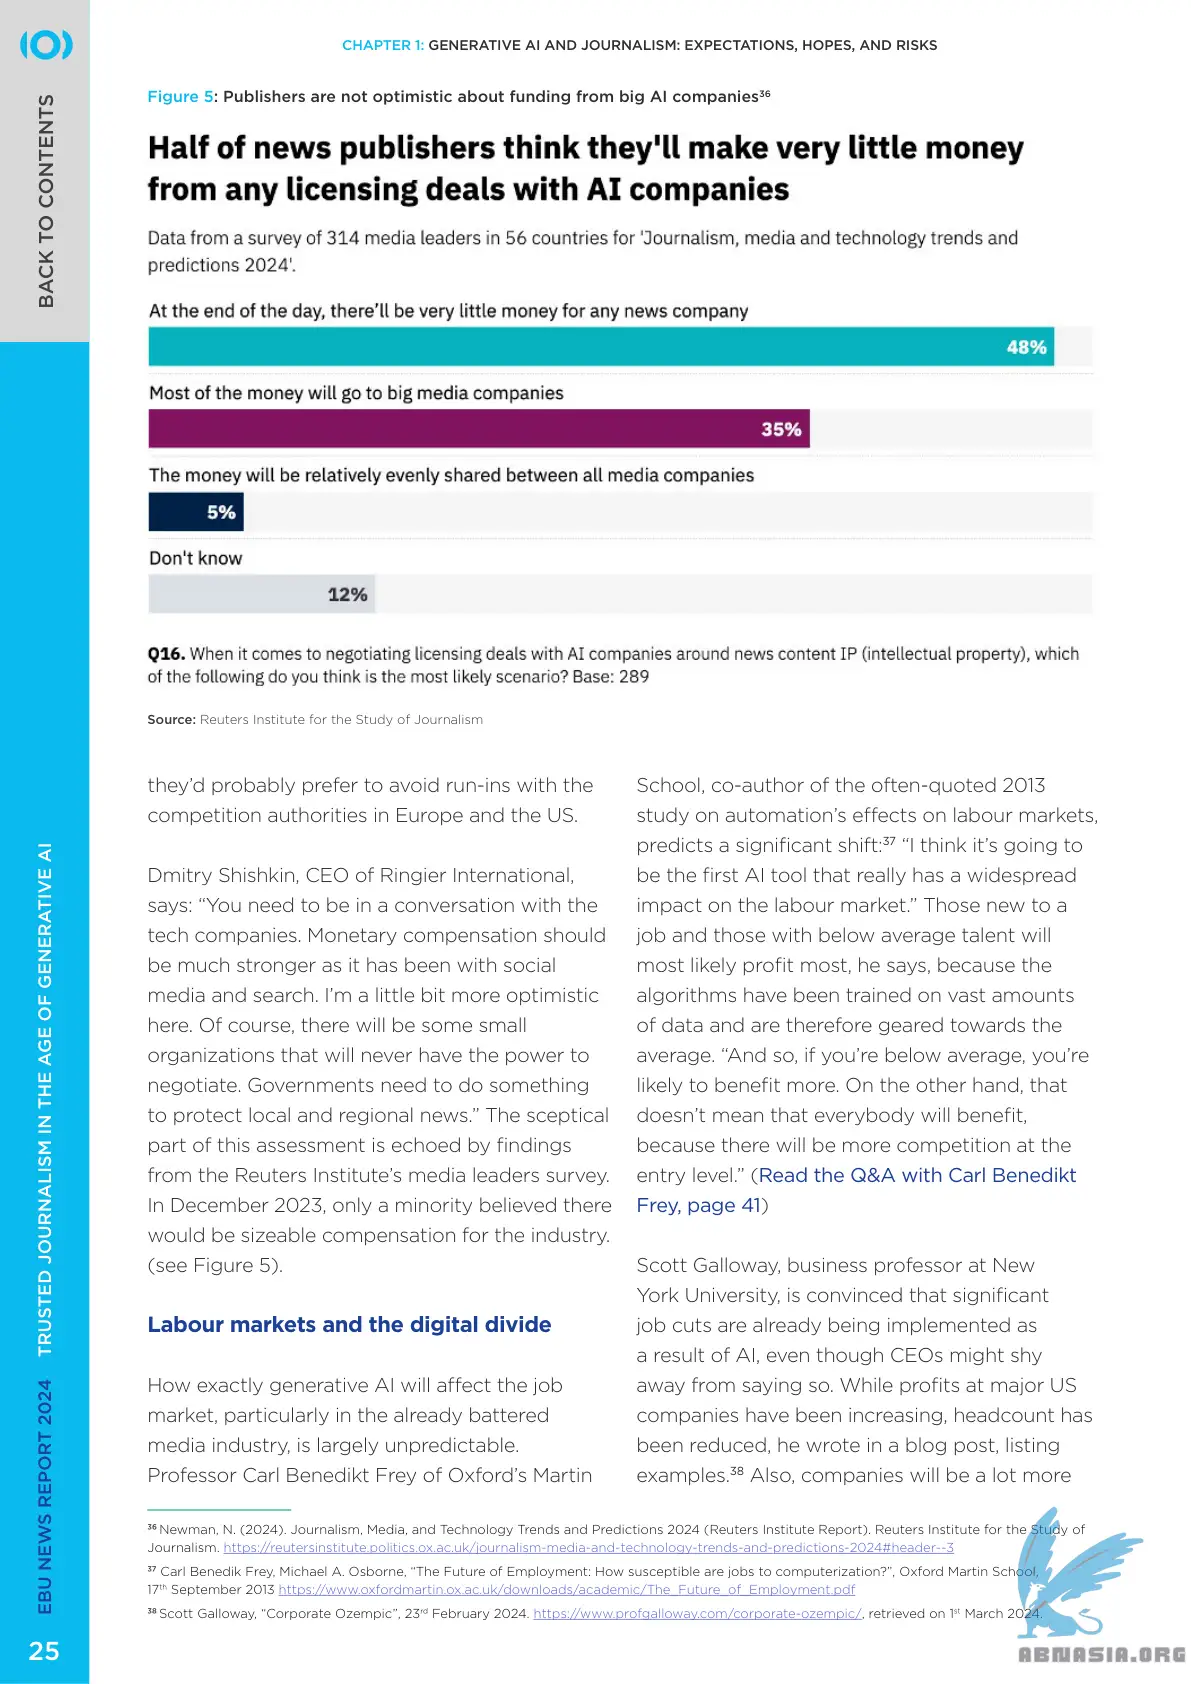 CHAPTER 1: GENERATIVE AI AND JOURNALISM: EXPECTATIONS, HOPES, AND RISKS
BACK TO CONTENTS
Figure 5: Publishers are not optimistic about funding from big AI companies³⁶
Half of news publishers think they'll make very little money
from any licensing deals with AI companies
Data from a survey of 314 media leaders in 56 countries for 'Journalism, media and technology trends and
predictions 2024'.
At the end of the day, there’ll be very little money for any news company
48%
Most of the money will go to big media companies
35%
The money will be relatively evenly shared between all media companies
5%
Don't know
12%
Q16. When it comes to negotiating licensing deals with AI companies around news content IP (intellectual property), which
of the following do you think is the most likely scenario? Base: 289
Source: Reuters Institute for the Study of Journalism
they’d probably prefer to avoid run-ins with the
competition authorities in Europe and the US.
Dmitry Shishkin, CEO of Ringier International,
says: “You need to be in a conversation with the
tech companies. Monetary compensation should
be much stronger as it has been with social
media and search. I’m a little bit more optimistic
here. Of course, there will be some small
organizations that will never have the power to
negotiate. Governments need to do something
to protect local and regional news.” The sceptical
part of this assessment is echoed by findings
from the Reuters Institute’s media leaders survey.
In December 2023, only a minority believed there
would be sizeable compensation for the industry.
(see Figure 5).
Labour markets and the digital divide
How exactly generative AI will affect the job
market, particularly in the already battered
media industry, is largely unpredictable.
Professor Carl Benedikt Frey of Oxford’s Martin
School, co-author of the often-quoted 2013
study on automation’s effects on labour markets,
predicts a significant shift:³⁷ “I think it’s going to
be the first AI tool that really has a widespread
impact on the labour market.” Those new to a
job and those with below average talent will
most likely profit most, he says, because the
algorithms have been trained on vast amounts
of data and are therefore geared towards the
average. “And so, if you’re below average, you’re
likely to benefit more. On the other hand, that
doesn’t mean that everybody will benefit,
because there will be more competition at the
entry level.” (Read the Q&A with Carl Benedikt
Frey, page 41)
Scott Galloway, business professor at New
York University, is convinced that significant
job cuts are already being implemented as
a result of AI, even though CEOs might shy
away from saying so. While profits at major US
companies have been increasing, headcount has
been reduced, he wrote in a blog post, listing
examples.³⁸ Also, companies will be a lot more
³⁶ Newman, N. (2024). Journalism, Media, and Technology Trends and Predictions 2024 (Reuters Institute Report). Reuters Institute for the Study of
Journalism. https://reutersinstitute.politics.ox.ac.uk/journalism-media-and-technology-trends-and-predictions-2024#header--3
³⁷ Carl Benedik Frey, Michael A. Osborne, “The Future of Employment: How susceptible are jobs to computerization?”, Oxford Martin School,
17th September 2013 https://www.oxfordmartin.ox.ac.uk/downloads/academic/The_Future_of_Employment.pdf
³⁸ Scott Galloway, “Corporate Ozempic”, 23rd February 2024. https://www.profgalloway.com/corporate-ozempic/, retrieved on 1st March 2024.
EBU NEWS REPORT 2024 TRUSTED JOURNALISM IN THE AGE OF GENERATIVE AI
25
ABNASIA.ORG